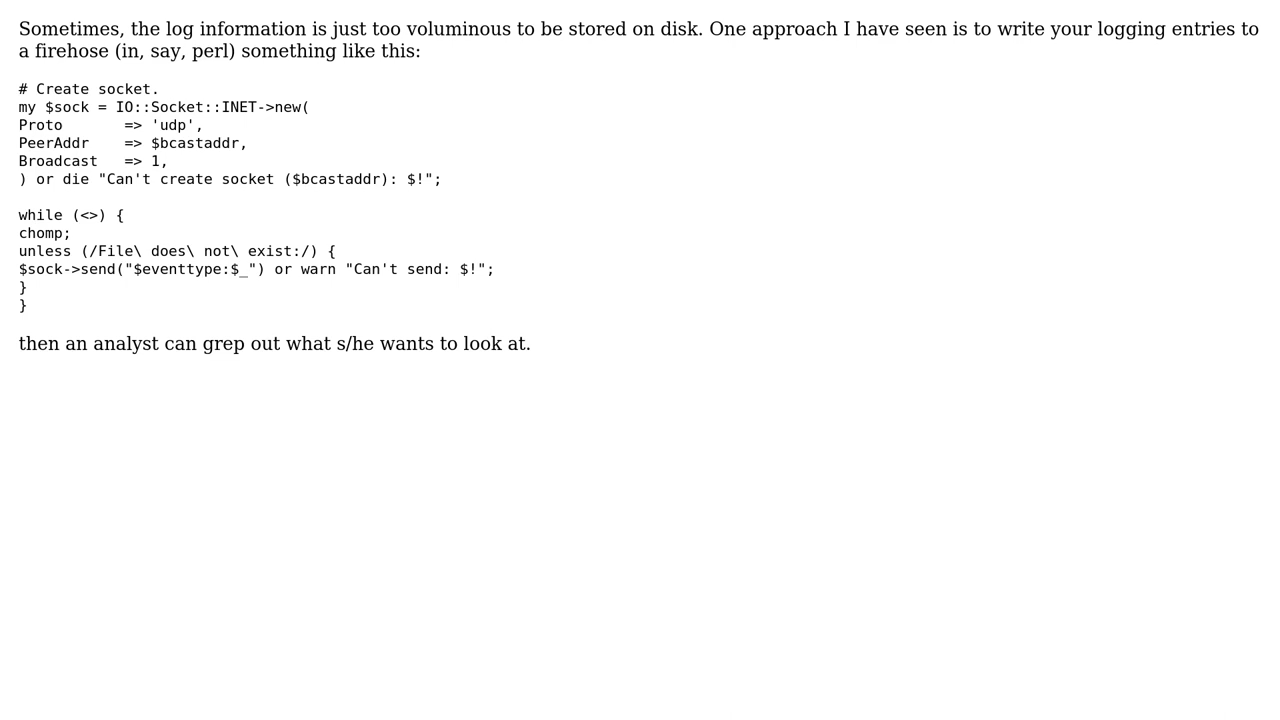 Sometimes, the log information is just too voluminous to be stored on disk. One approach I have seen is to write your logging entries to
a firehose (in, say, perl) something like this:
# Create socket.
my $sock = IO::Socket::INET->new(
Proto       => 'udp',
PeerAddr    => $bcastaddr,
Broadcast   => 1,
) or die "Can't create socket ($bcastaddr): $!";

while (<>) {
chomp;
unless (/File\ does\ not\ exist:/) {
$sock->send("$eventtype:$_") or warn "Can't send: $!";
}
}
then an analyst can grep out what s/he wants to look at.